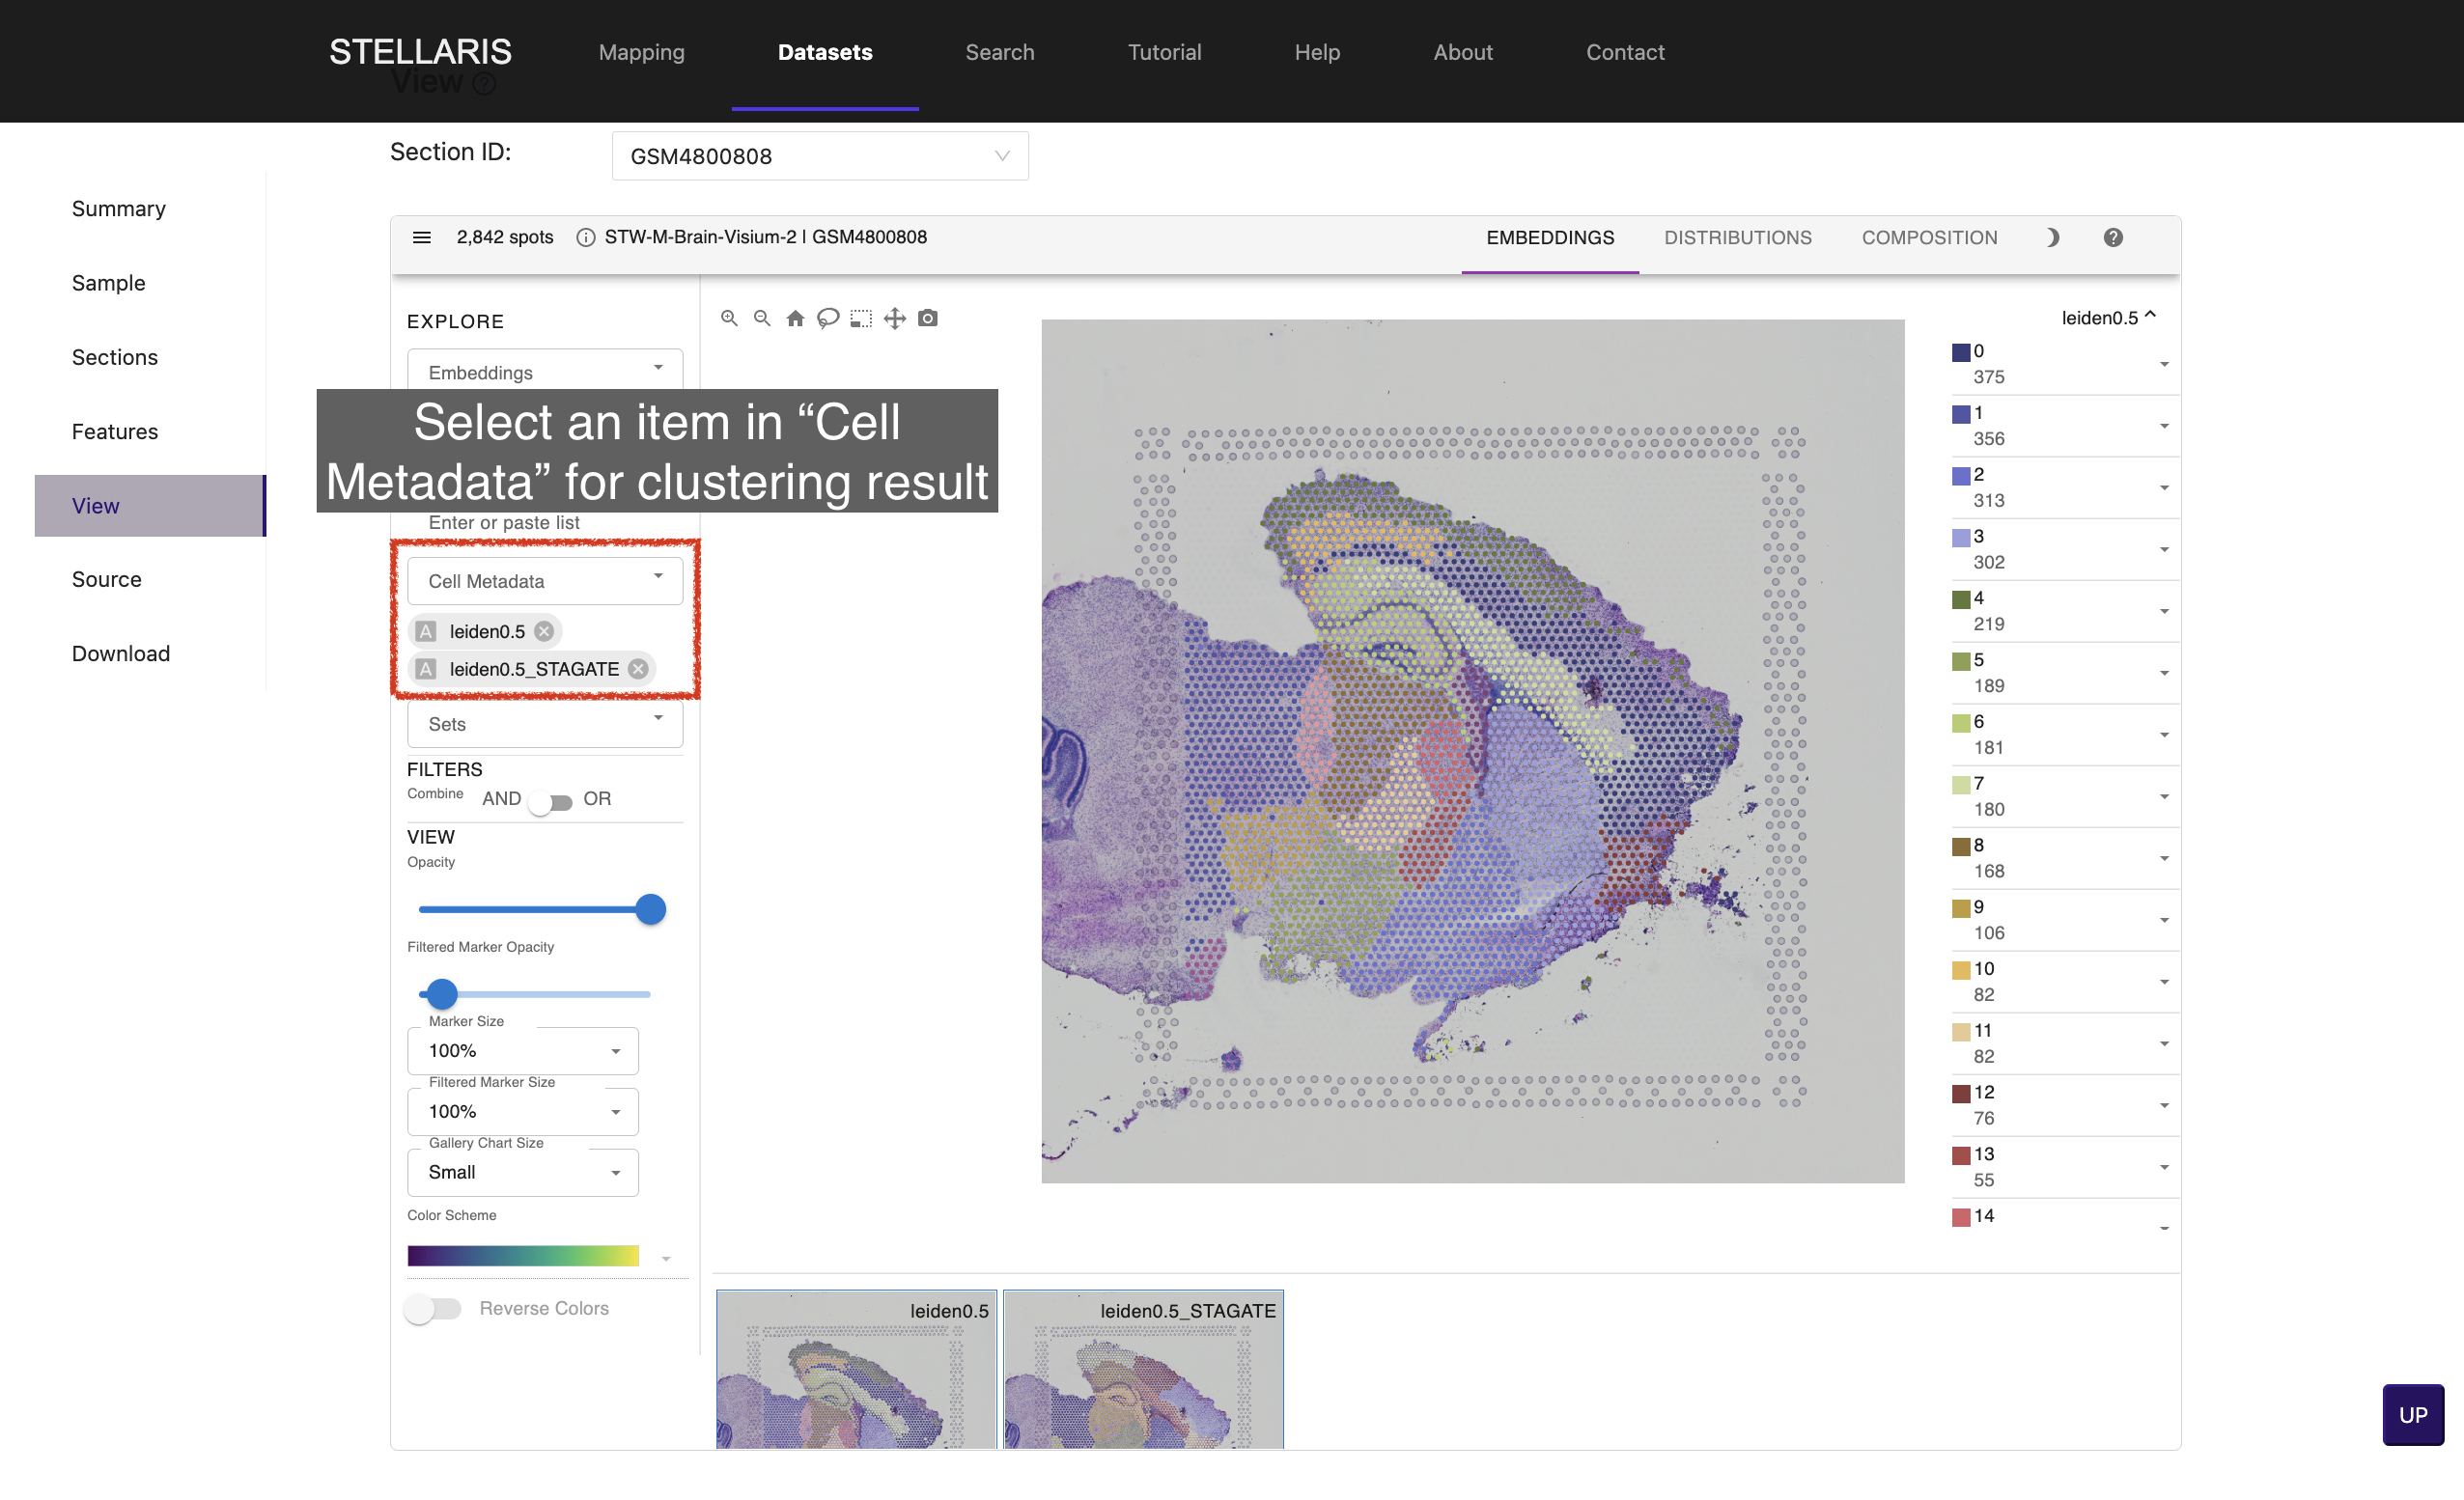 STELLARIS
Mapping
Datasets
Search
Tutorial
Help
About
Contact
View ?
Section ID:
GSM4800808
Summary
Sample
Sections
Features
View
Source
Download
2,842 spots
STW-M-Brain-Visium-2 | GSM4800808
EMBEDDINGS
DISTRIBUTIONS
COMPOSITION
?
EXPLORE
Embeddings
Select an item in “Cell
Metadata” for clustering result
Enter or paste list
Cell Metadata
A leiden0.5
A leiden0.5_STAGATE
Sets
FILTERS
Combine AND OR
VIEW
Opacity
Filtered Marker Opacity
Marker Size
100%
Filtered Marker Size
100%
Gallery Chart Size
Small
Color Scheme
Reverse Colors
leiden0.5
0
375
1
356
2
313
3
302
4
219
5
189
6
181
7
180
8
168
9
106
10
82
11
82
12
76
13
55
14
leiden0.5
leiden0.5_STAGATE
UP